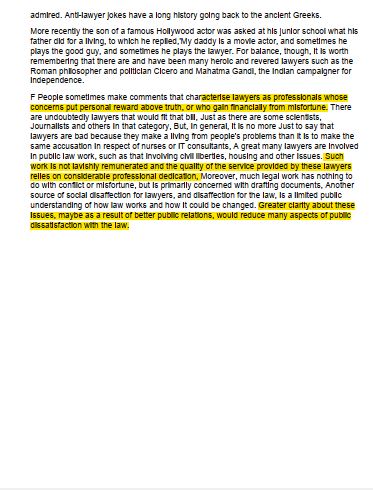 admired. Anti-lawyer jokes have a long history going back to the ancient Greeks.
More recently the son of a famous Hollywood actor was asked at his junior school what his
father did for a living, to which he replied,'My daddy is a movie actor, and sometimes he
plays the good guy, and sometimes he plays the lawyer. For balance, though, it is worth
remembering that there are and have been many heroic and revered lawyers such as the
Roman philosopher and politician Cicero and Mahatma Gandi, the Indian campaigner for
Independence.
F People sometimes make comments that characterise lawyers as professionals whose
concerns put personal reward above truth, or who gain financially from misfortune. There
are undoubtedly lawyers that would fit that bill, Just as there are some scientists,
Journalists and others in that category, But, in general, it is no more Just to say that
lawyers are bad because they make a living from people's problems than it is to make the
same accusation in respect of nurses or IT consultants, A great many lawyers are involved
in public law work, such as that involving civil liberties, housing and other issues. Such
work is not lavishly remunerated and the quality of the service provided by these lawyers
relies on considerable professional dedication, Moreover, much legal work has nothing to
do with conflict or misfortune, but is primarily concerned with drafting documents, Another
source of social disaffection for lawyers, and disaffection for the law, is a limited public
understanding of how law works and how it could be changed. Greater clarity about these
issues, maybe as a result of better public relations, would reduce many aspects of public
dissatisfaction with the law.